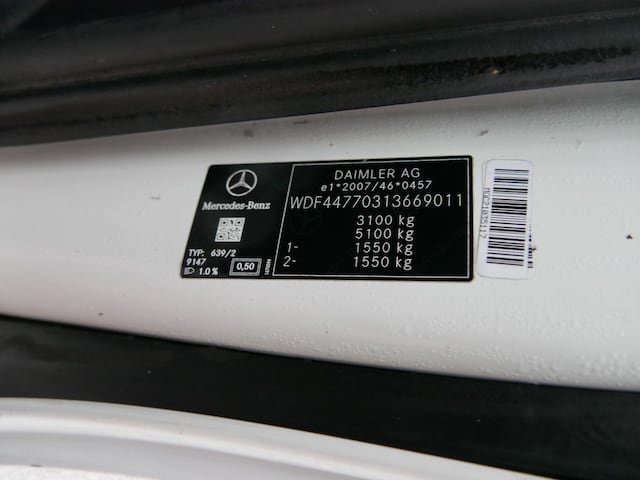 DAIMLER AG
e1*2007/46*0457
Mercedes-Benz
WDF44770313669011
3100 kg
5100 kg
1- 1550 kg
2- 1550 kg
TYP: 639/2
9147
1.0 % 0,50